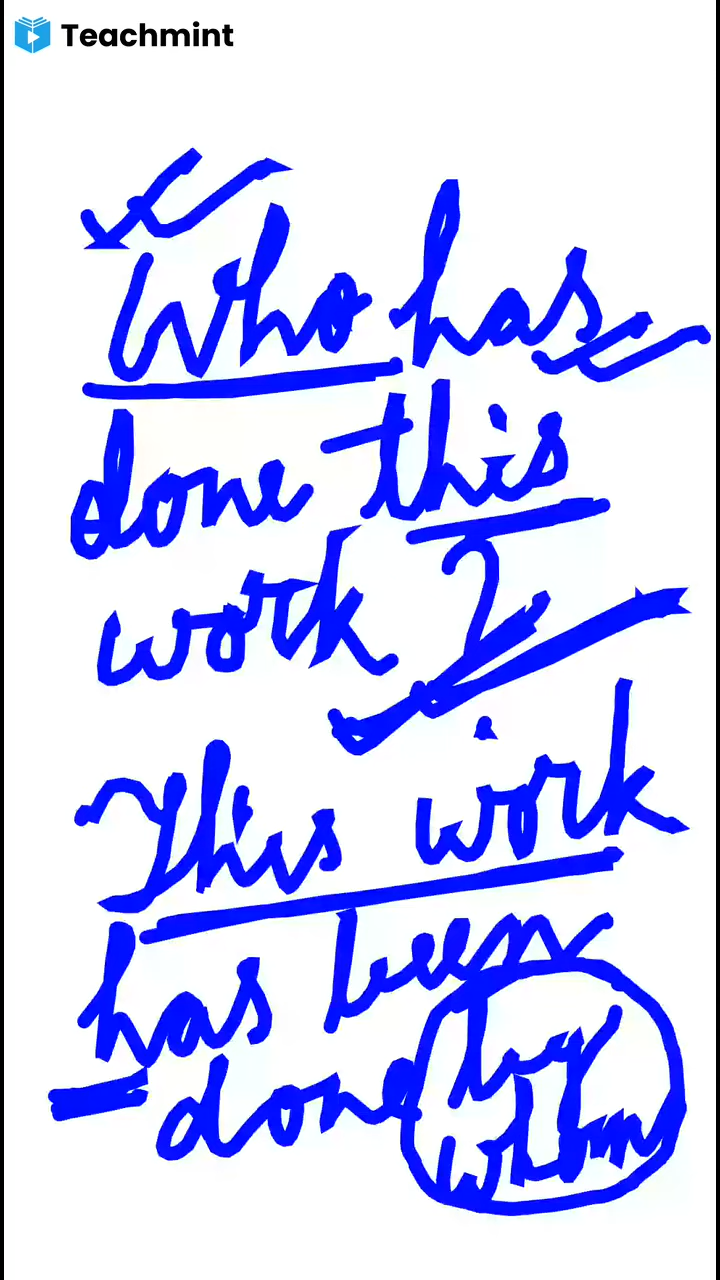 Teachmint
Who has
done this
work ?
This work
has been
done by
whom